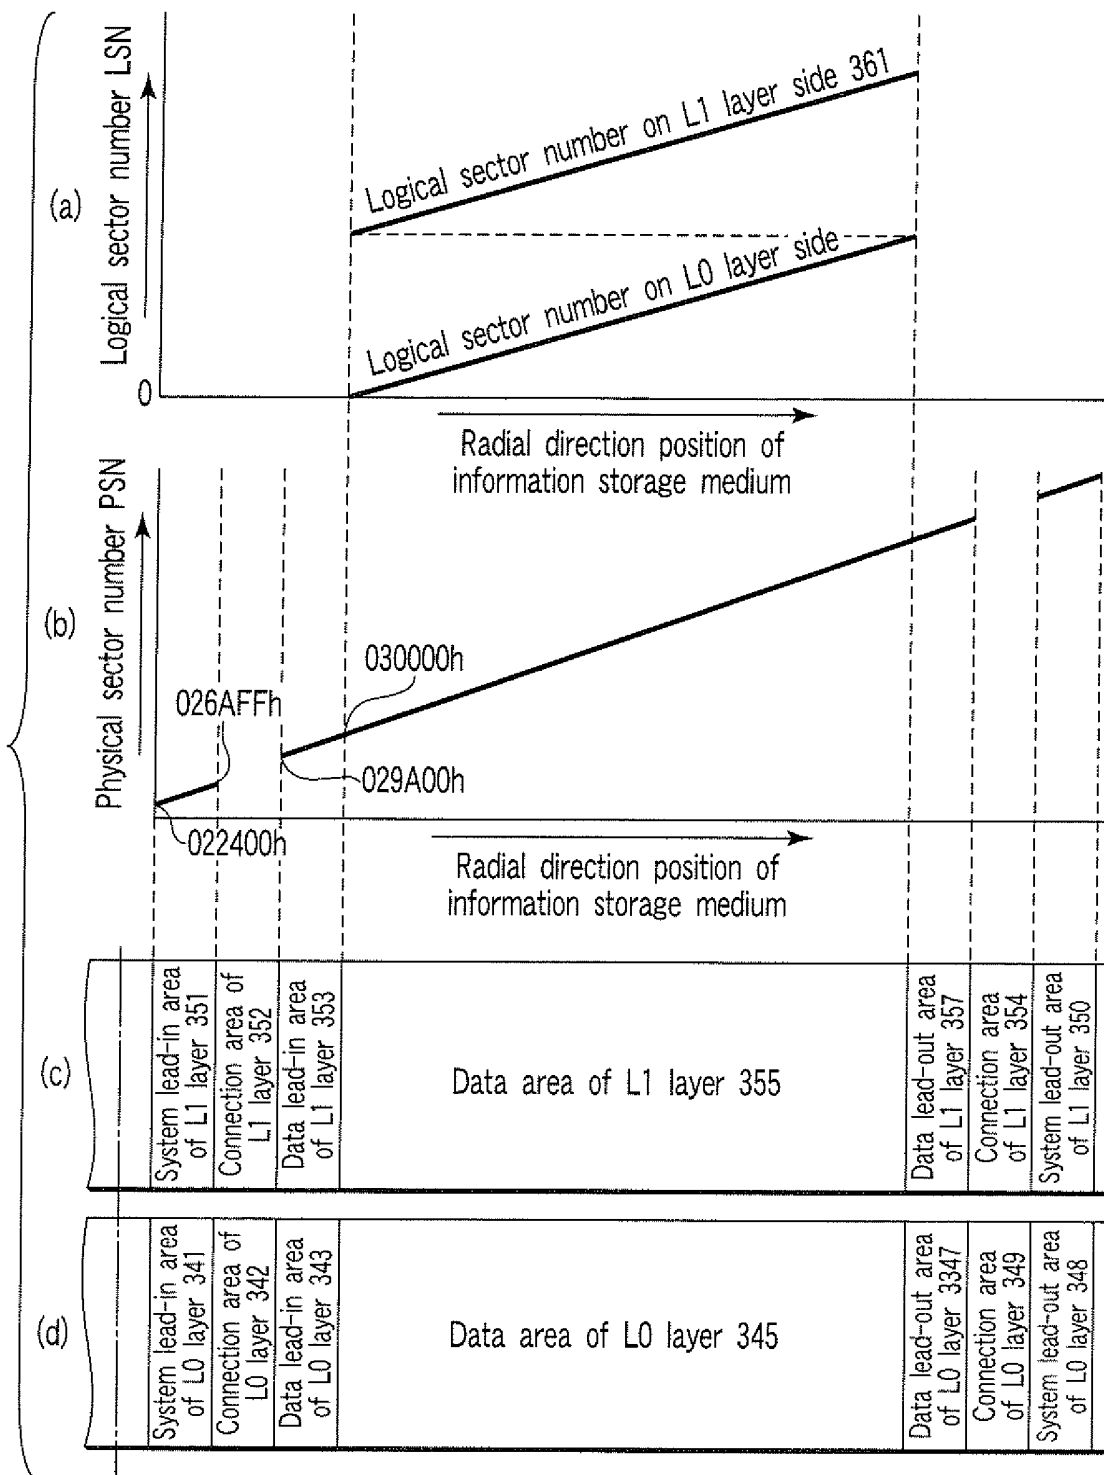 (a)
Logical sector number LSN
Logical sector number on L1 layer side 361
Logical sector number on L0 layer side
0
Radial direction position of
information storage medium
(b)
Physical sector number PSN
030000h
026AFFh
029A00h
022400h
Radial direction position of
information storage medium
(c)
System lead-in area
of L1 layer 351
Connection area of
L1 layer 352
Data lead-in area
of L1 layer 353
Data area of L1 layer 355
Data lead-out area
of L1 layer 357
Connection area
of L1 layer 354
System lead-out area
of L1 layer 350
(d)
System lead-in area
of L0 layer 341
Connection area of
L0 layer 342
Data lead-in area
of L0 layer 343
Data area of L0 layer 345
Data lead-out area
of L0 layer 3347
Connection area
of L0 layer 349
System lead-out area
of L0 layer 348